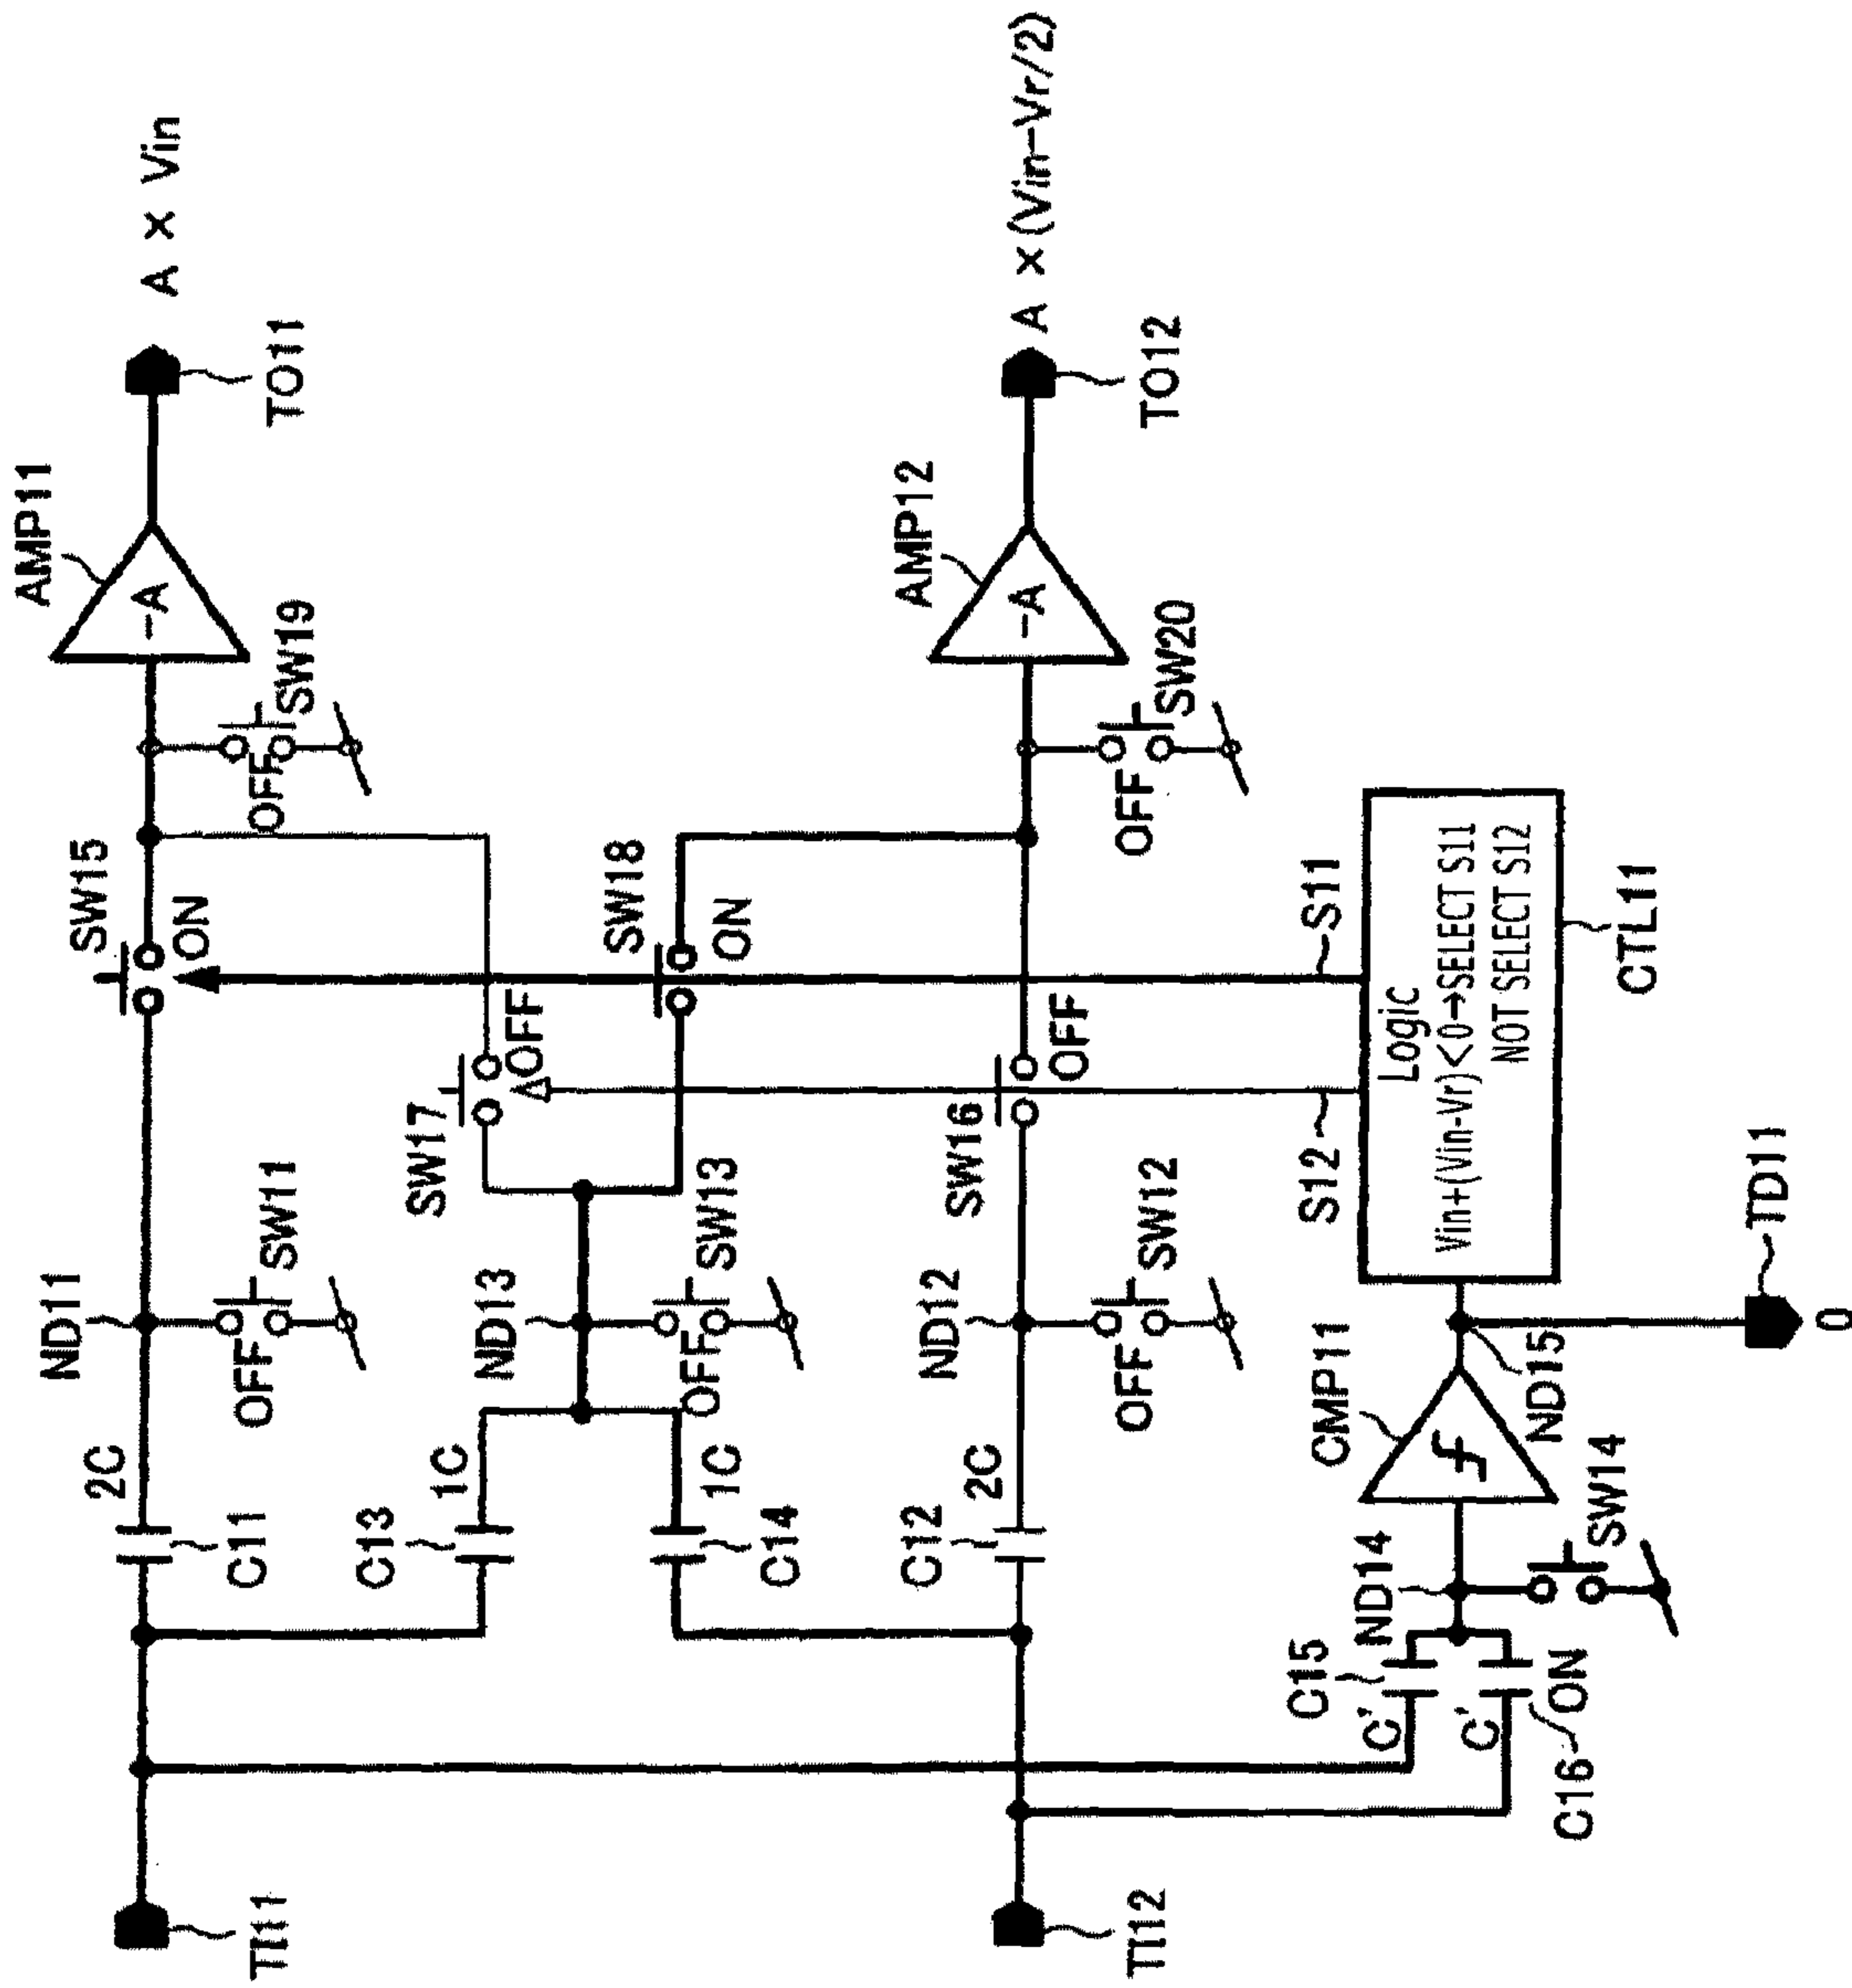 TI11
TI12
C11
2C
C13
1C
C14
1C
C12
2C
C15
C'
C'
C16
ND14
ON
SW14
CMP11
ND15
TD11
0
ND11
OFF
SW11
ND13
OFF
SW13
ND12
OFF
SW12
SW17
OFF
SW16
OFF
SW15
ON
SW18
ON
S12
S11
Logic
Vin+(Vin-Vr)<0→SELECT S11
NOT SELECT S12
CTL11
OFF
SW19
OFF
SW20
AMP11
-A
AMP12
-A
TO11
A × Vin
TO12
A × (Vin-Vr/2)